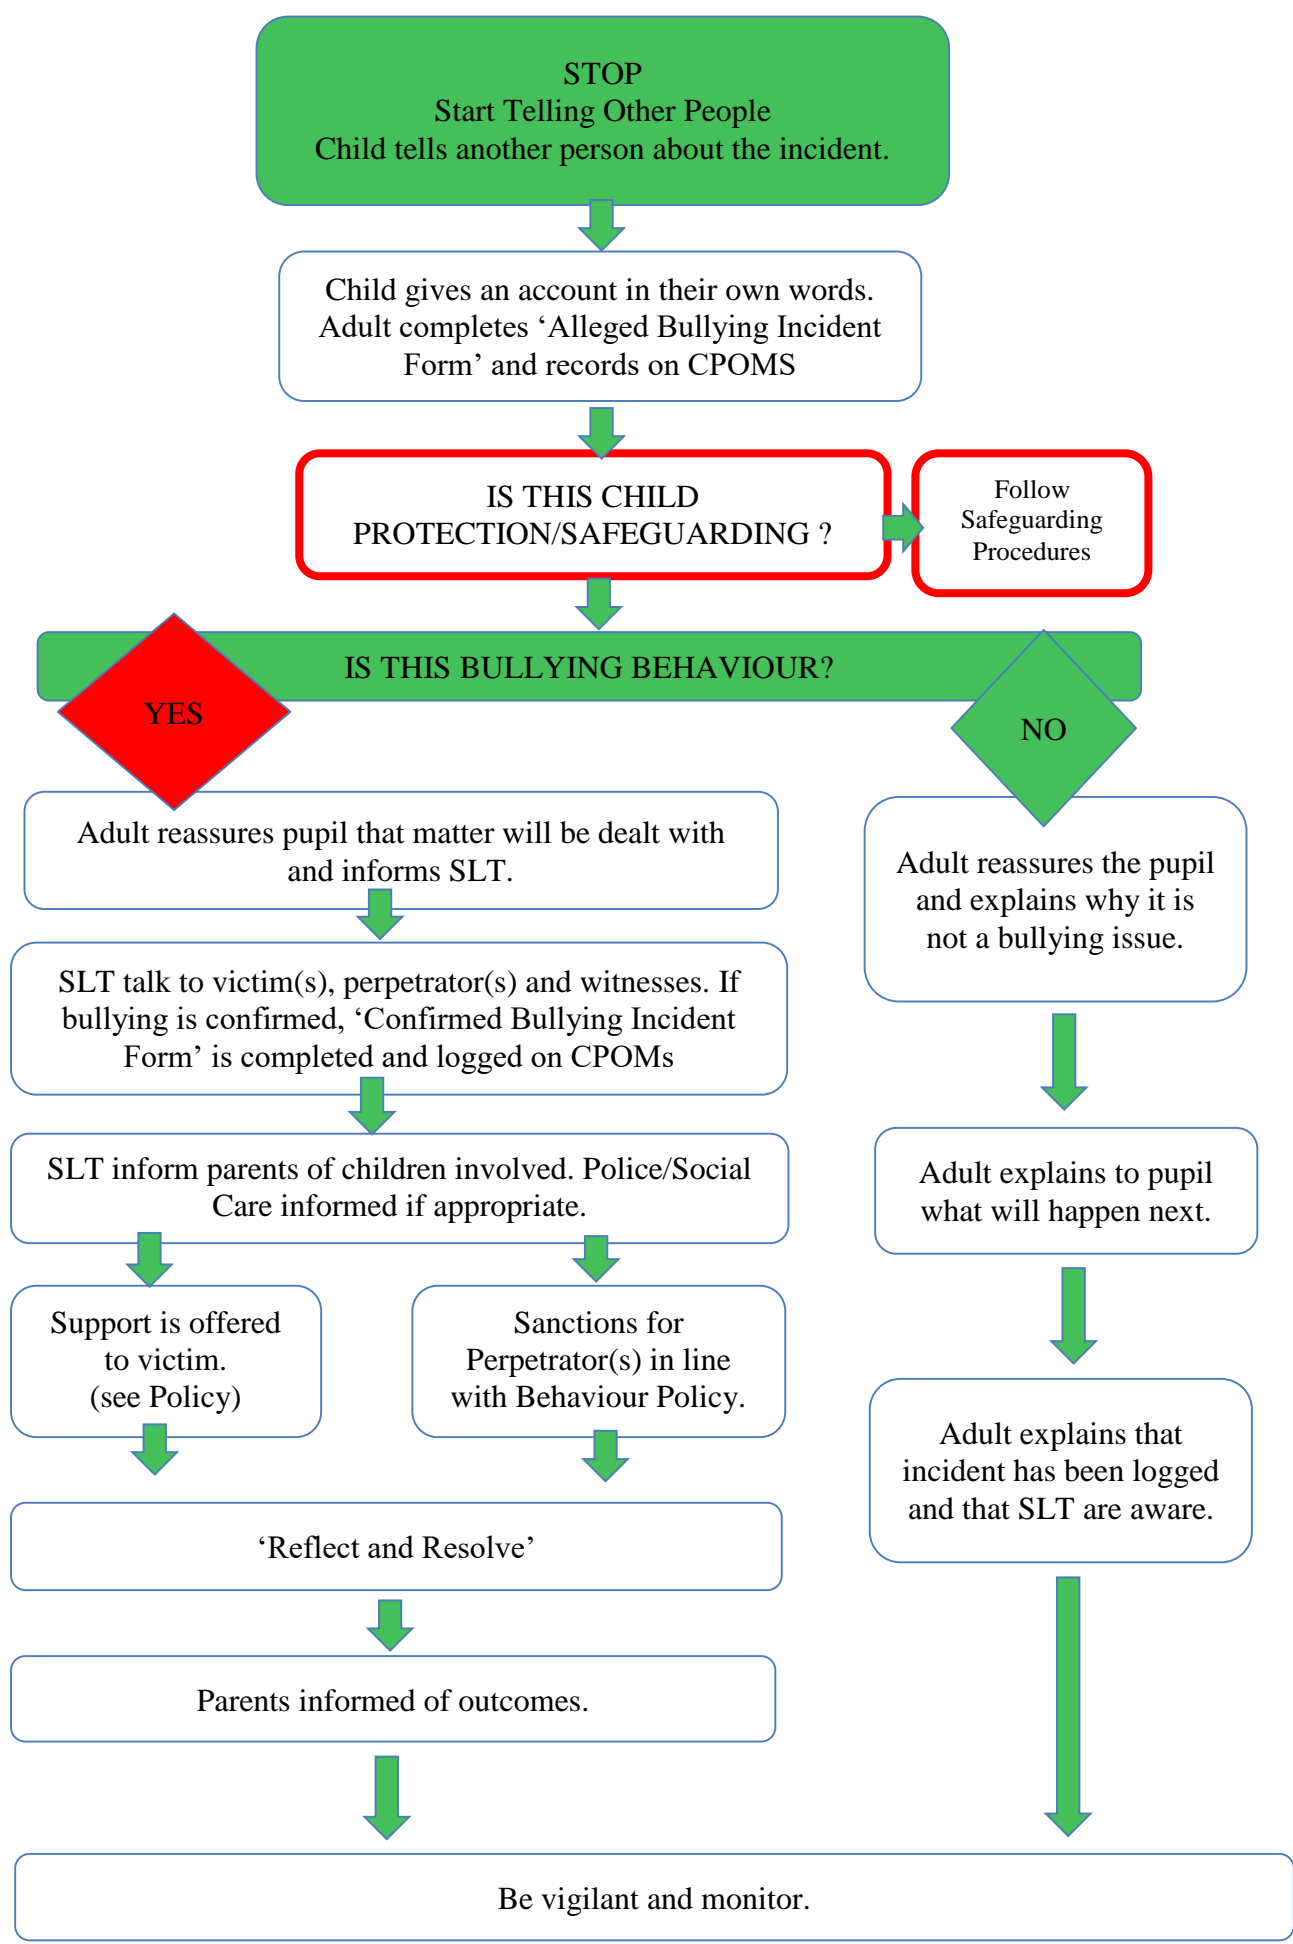 STOP
Start Telling Other People
Child tells another person about the incident.
Child gives an account in their own words.
Adult completes ‘Alleged Bullying Incident
Form’ and records on CPOMS
IS THIS CHILD
PROTECTION/SAFEGUARDING ?
Follow
Safeguarding
Procedures
IS THIS BULLYING BEHAVIOUR?
YES
NO
Adult reassures pupil that matter will be dealt with
and informs SLT.
SLT talk to victim(s), perpetrator(s) and witnesses. If
bullying is confirmed, ‘Confirmed Bullying Incident
Form’ is completed and logged on CPOMs
SLT inform parents of children involved. Police/Social
Care informed if appropriate.
Support is offered
to victim.
(see Policy)
Sanctions for
Perpetrator(s) in line
with Behaviour Policy.
‘Reflect and Resolve’
Parents informed of outcomes.
Adult reassures the pupil
and explains why it is
not a bullying issue.
Adult explains to pupil
what will happen next.
Adult explains that
incident has been logged
and that SLT are aware.
Be vigilant and monitor.